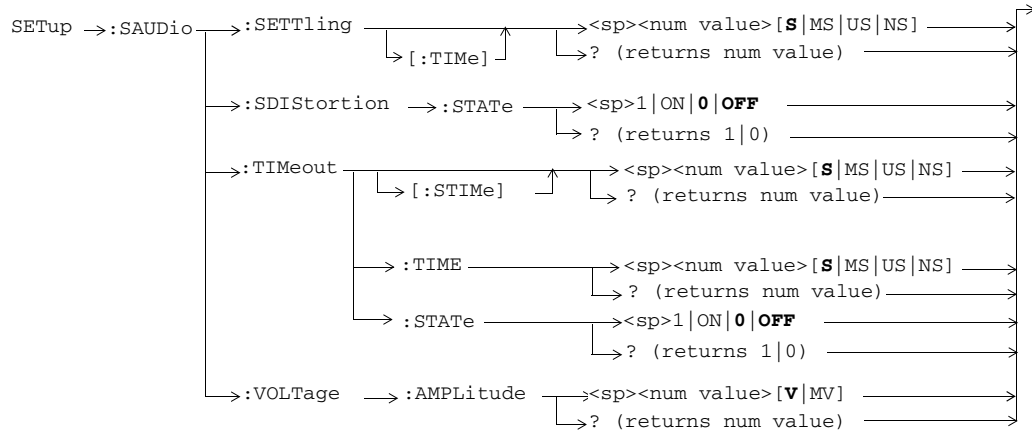 SETup :SAUDio :SETTling <sp><num value>[S|MS|US|NS]
[:TIMe] ? (returns num value)
:SDIStortion :STATe <sp>1|ON|0|OFF
? (returns 1|0)
:TIMeout <sp><num value>[S|MS|US|NS]
[:STIMe] ? (returns num value)
:TIME <sp><num value>[S|MS|US|NS]
? (returns num value)
:STATe <sp>1|ON|0|OFF
? (returns 1|0)
:VOLTage :AMPLitude <sp><num value>[V|MV]
? (returns num value)